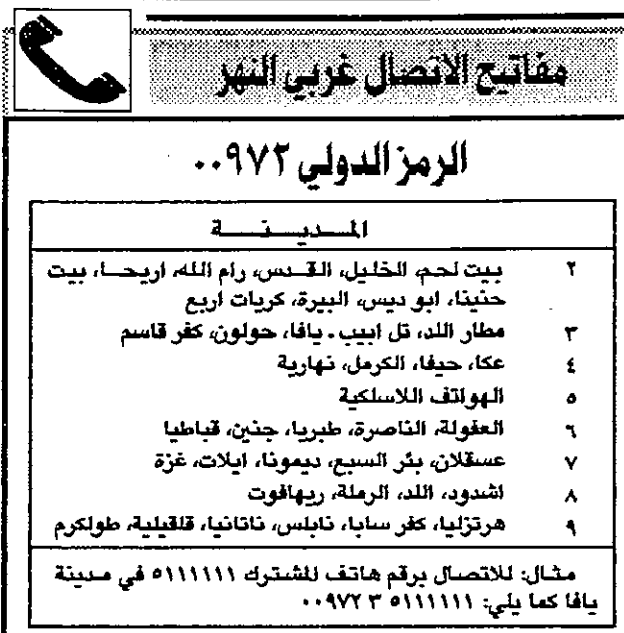 مفاتيح الاتصال غربي النهر
الرمز الدولي ٠٠٩٧٢
المدينة
٢ بيت لحم، الخليل، القدس، رام الله، اريحا، بيت
حنينا، ابو ديس، البيرة، كريات اربع
٣ مطار اللد، تل ابيب . يافا، حولون، كفر قاسم
٤ عكا، حيفا، الكرمل، نهارية
٥ الهواتف اللاسلكية
٦ العفولة، الناصرة، طبريا، جنين، قباطيا
٧ عسقلان، بئر السبع، ديمونا، ايلات، غزة
٨ اشدود، اللد، الرملة، ريهافوت
٩ هرتزليا، كفر سابا، نابلس، ناتانيا، قلقيلية، طولكرم
مثال: للاتصال برقم هاتف للشترك ٥١١١١١١ في مدينة
يافا كما يلي: ٥١١١١١١ ٣ ٠٠٩٧٢